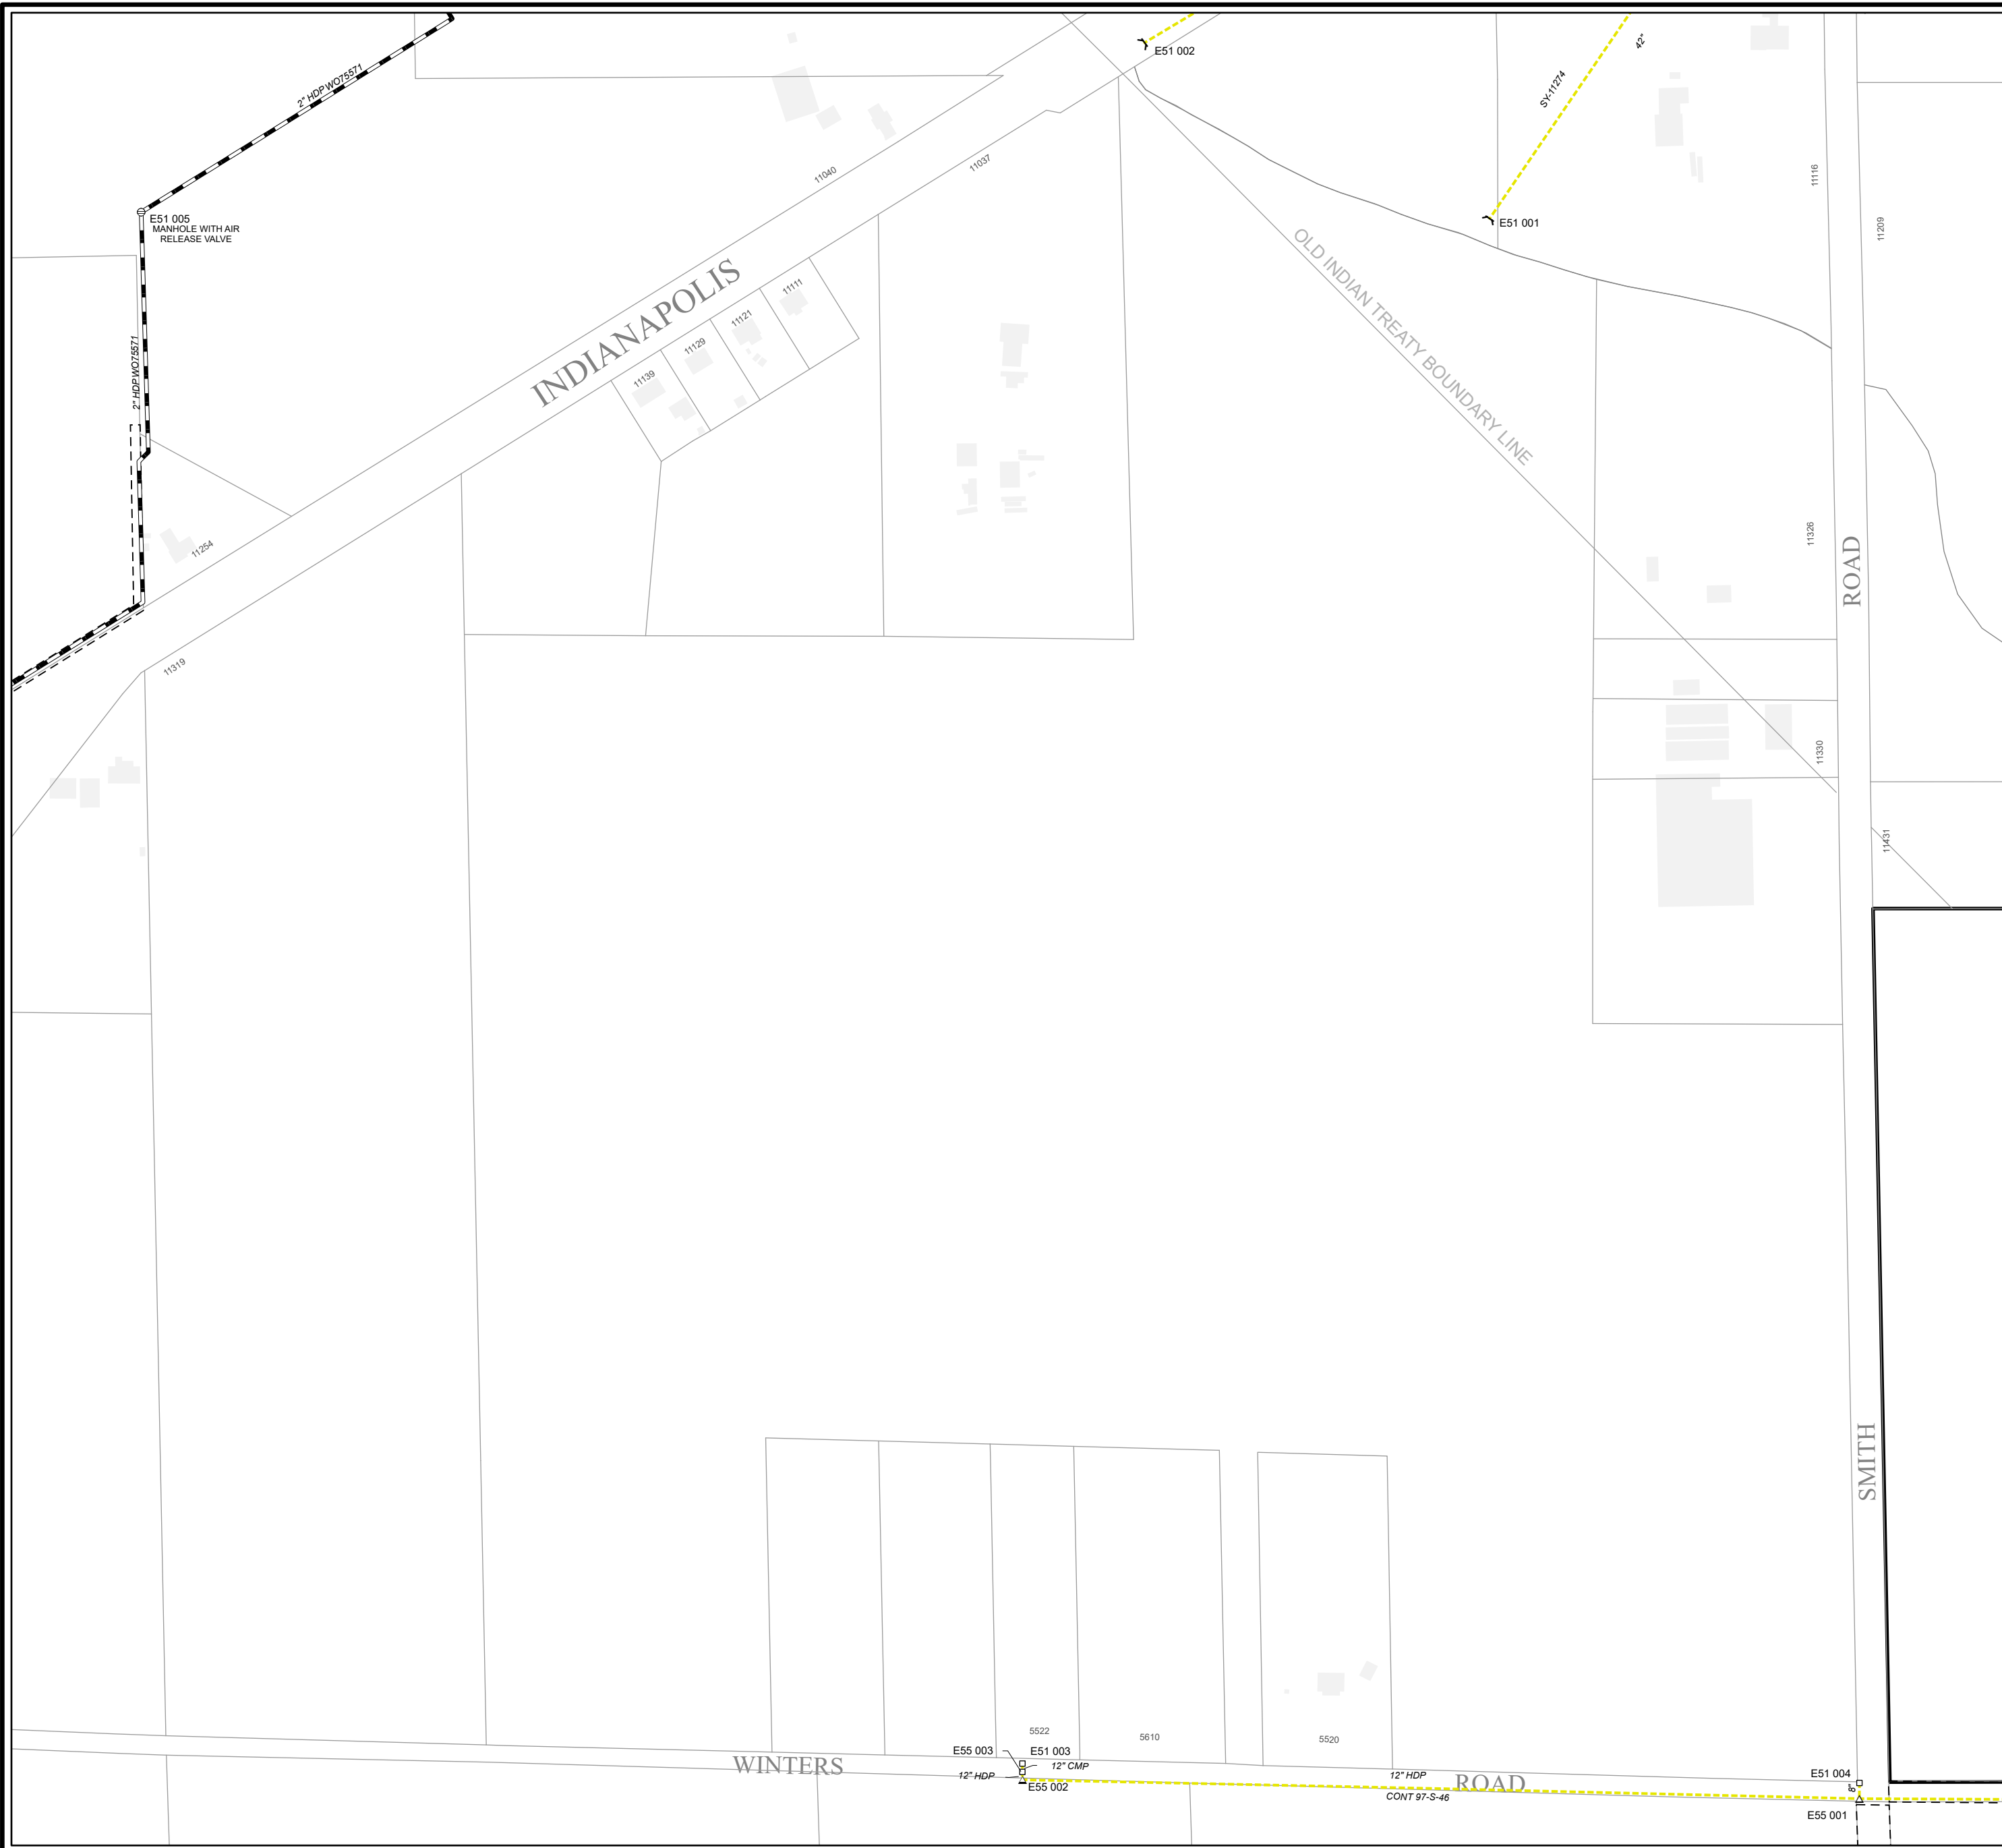 E51 002
42"
SY-11274
2" HDP WO75571
11040
11037
11116
E51 005
MANHOLE WITH AIR
RELEASE VALVE
E51 001
11209
OLD INDIAN TREATY BOUNDARY LINE
INDIANAPOLIS
11111
11121
11129
11139
2" HDP WO75571
11254
11326
ROAD
11319
11330
11431
SMITH
5522
5610
5520
E55 003
E51 003
WINTERS
12" CMP
12" HDP
E55 002
12" HDP
ROAD
CONT 97-S-46
E51 004
8"
E55 001